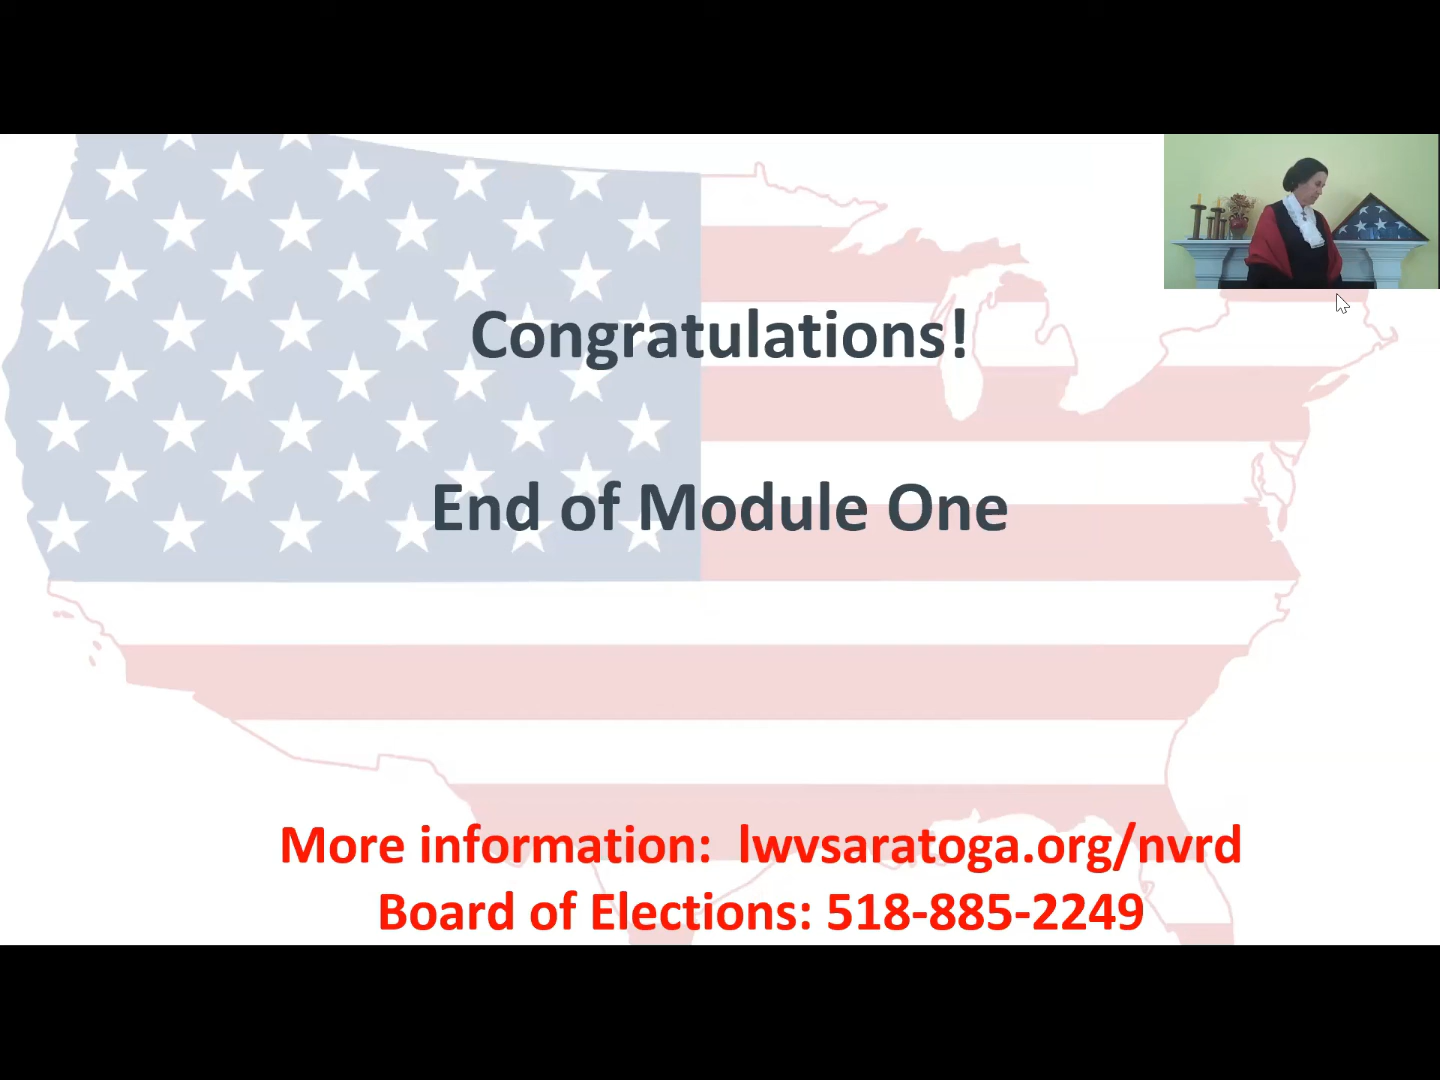 Congratulations!
End of Module One
More information:  lwvsaratoga.org/nvrd
Board of Elections: 518-885-2249